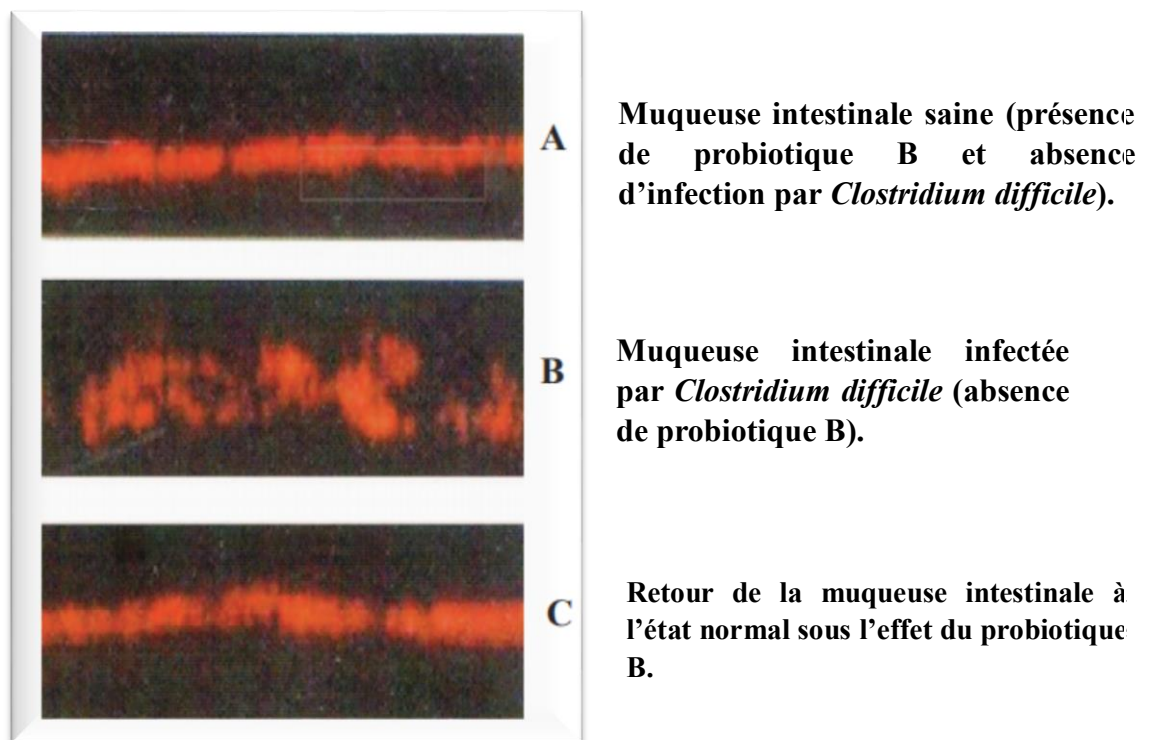 A
Muqueuse intestinale saine (présence
de probiotique B et absence
d’infection par Clostridium difficile).
B
Muqueuse intestinale infectée
par Clostridium difficile (absence
de probiotique B).
C
Retour de la muqueuse intestinale à
l’état normal sous l’effet du probiotique
B.